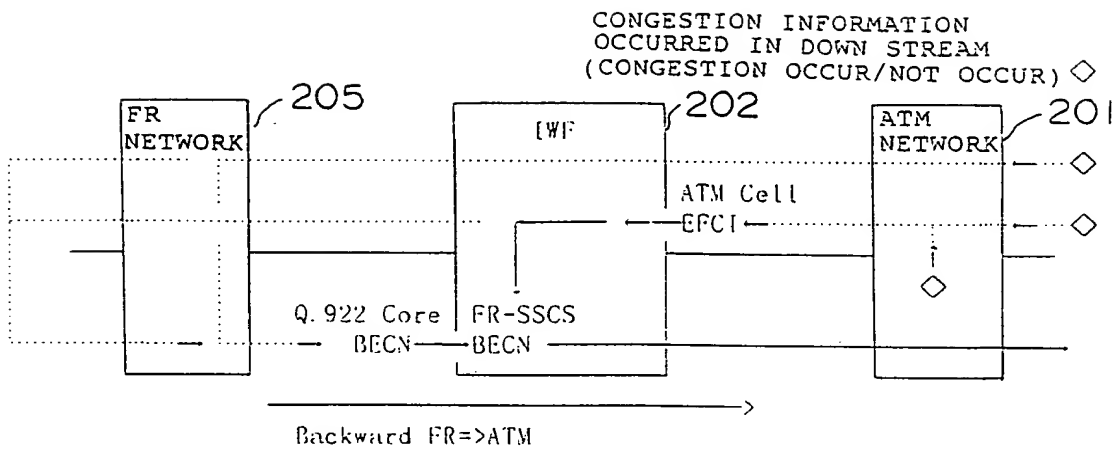 CONGESTION INFORMATION
OCCURRED IN DOWN STREAM
(CONGESTION OCCUR/NOT OCCUR)
205
202
201
FR
NETWORK
IWF
ATM
NETWORK
ATM Cell
EFCI
Q.922 Core
FR-SSCS
BECN
BECN
Backward FR=>ATM